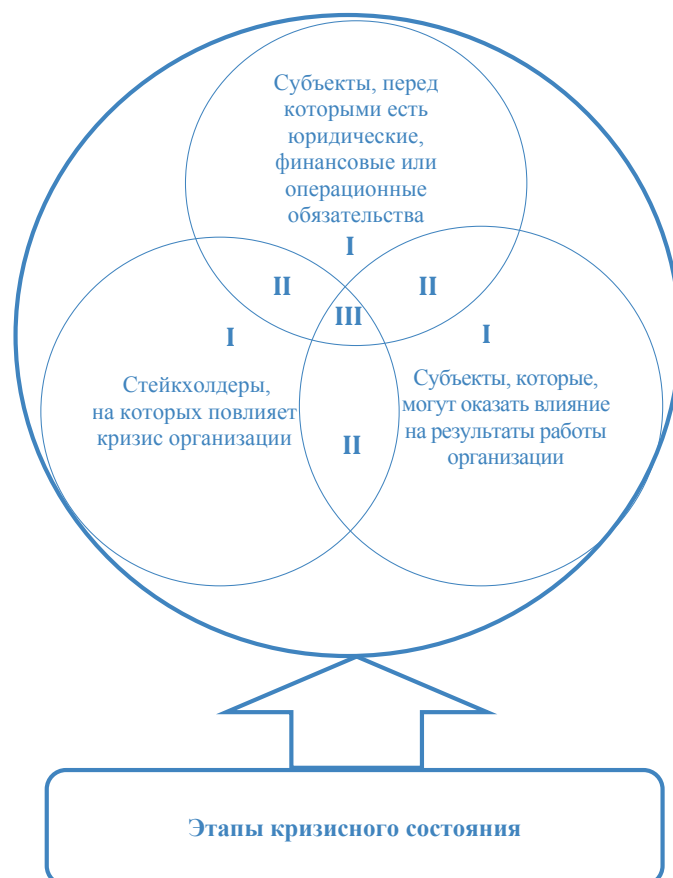 Субъекты, перед
которыми есть
юридические,
финансовые или
операционные
обязательства
I
II
II
III
I
I
Стейкхолдеры,
на которых повлияет
кризис организации
Субъекты, которые,
могут оказать влияние
на результаты работы
организации
II
Этапы кризисного состояния